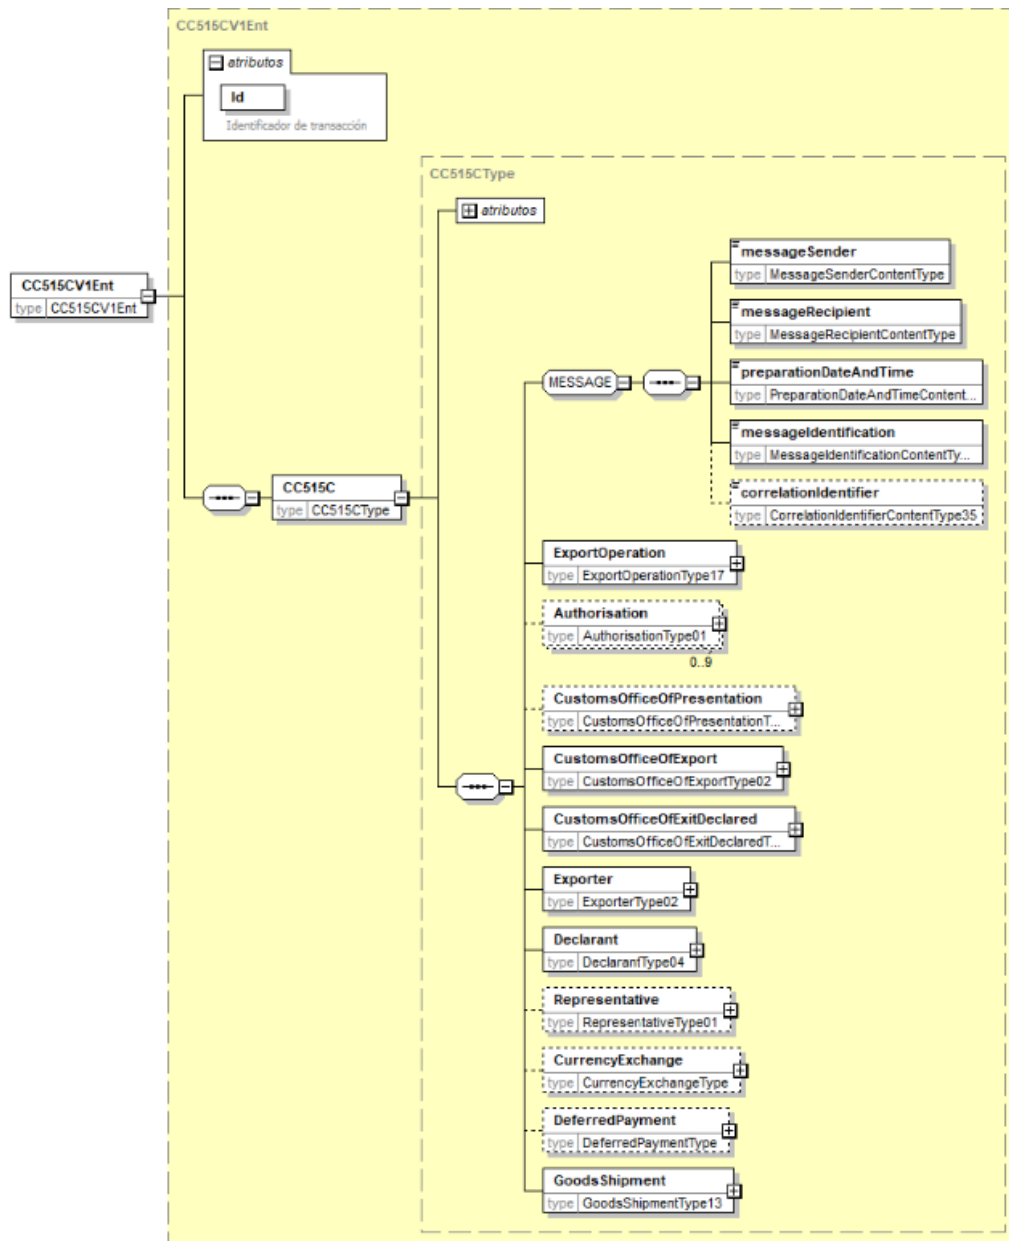 CC515CV1Ent
atributos
Id
Identificador de transacción
CC515CType
atributos
messageSender
type MessageSenderContentType
CC515CV1Ent
type CC515CV1Ent
messageRecipient
type MessageRecipientContentType
MESSAGE
preparationDateAndTime
type PreparationDateAndTimeContent...
messageIdentification
type MessageIdentificationContentTy...
CC515C
type CC515CType
correlationIdentifier
type CorrelationIdentifierContentType35
ExportOperation
type ExportOperationType17
Authorisation
type AuthorisationType01
0..9
CustomsOfficeOfPresentation
type CustomsOfficeOfPresentationT...
CustomsOfficeOfExport
type CustomsOfficeOfExportType02
CustomsOfficeOfExitDeclared
type CustomsOfficeOfExitDeclaredT...
Exporter
type ExporterType02
Declarant
type DeclarantType04
Representative
type RepresentativeType01
CurrencyExchange
type CurrencyExchangeType
DeferredPayment
type DeferredPaymentType
GoodsShipment
type GoodsShipmentType13